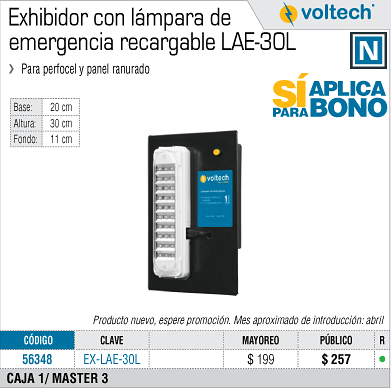 Exhibidor con lámpara de
emergencia recargable LAE-30L
voltech®
N
Para perfocel y panel ranurado
SÍ APLICA
PARA BONO
Base: 20 cm
Altura: 30 cm
Fondo: 11 cm
voltech
Producto nuevo, espere promoción. Mes aproximado de introducción: abril
CÓDIGO CLAVE MAYOREO PÚBLICO R
56348 EX-LAE-30L $ 199 $ 257
CAJA 1/ MASTER 3